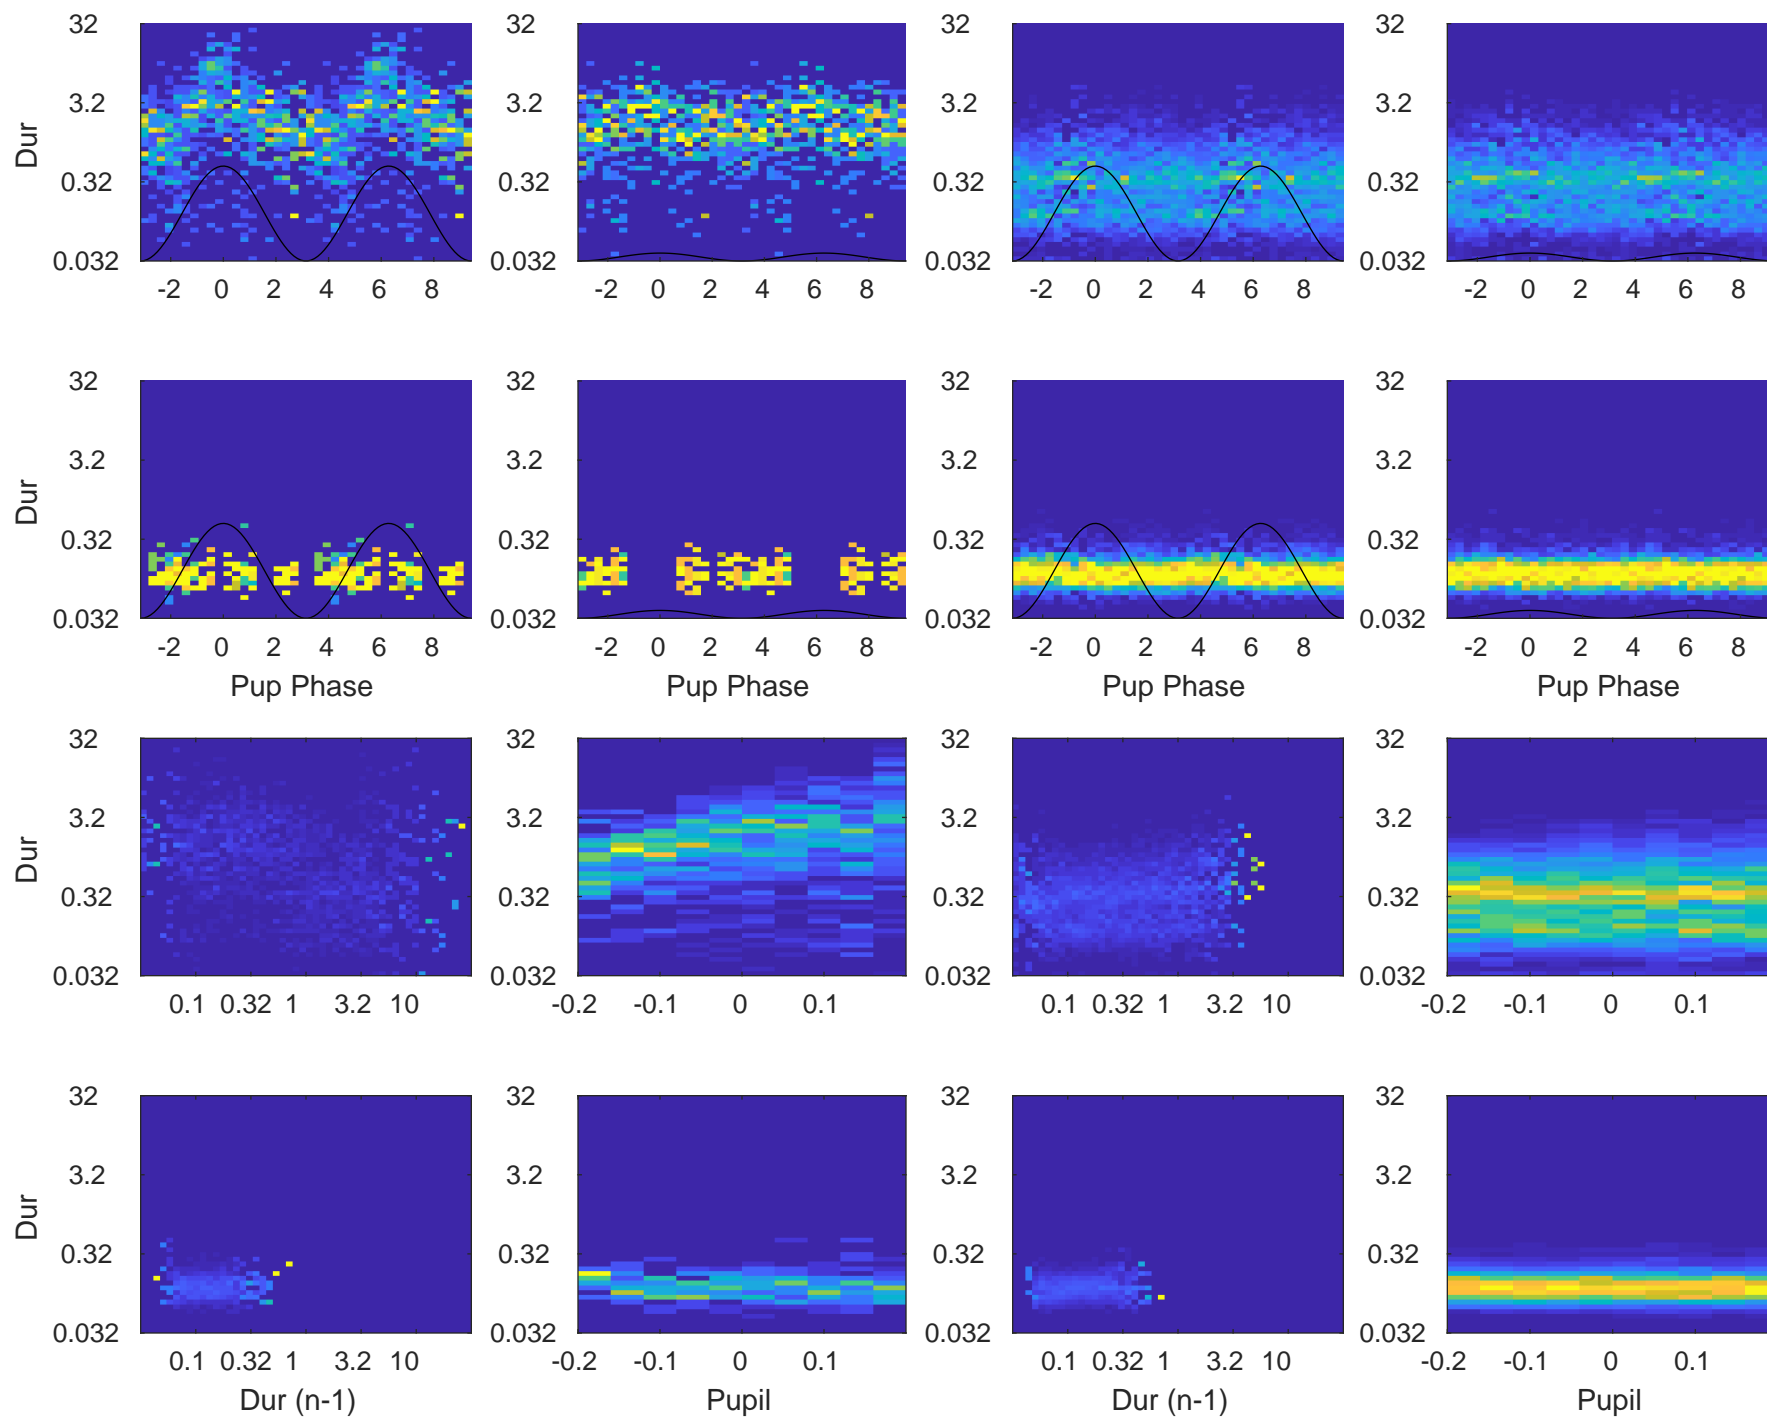 32 32 32 32
3.2 3.2 3.2 3.2
Dur
0.32 0.32 0.32 0.32
0.032 0.032 0.032 0.032
-2 0 2 4 6 8 -2 0 2 4 6 8 -2 0 2 4 6 8 -2 0 2 4 6 8
32 32 32 32
3.2 3.2 3.2 3.2
Dur
0.32 0.32 0.32 0.32
0.032 0.032 0.032 0.032
-2 0 2 4 6 8 -2 0 2 4 6 8 -2 0 2 4 6 8 -2 0 2 4 6 8
Pup Phase Pup Phase Pup Phase Pup Phase
32 32 32 32
3.2 3.2 3.2 3.2
Dur
0.32 0.32 0.32 0.32
0.032 0.032 0.032 0.032
0.1 0.32 1 3.2 10 -0.2 -0.1 0 0.1 0.1 0.32 1 3.2 10 -0.2 -0.1 0 0.1
32 32 32 32
3.2 3.2 3.2 3.2
Dur
0.32 0.32 0.32 0.32
0.032 0.032 0.032 0.032
0.1 0.32 1 3.2 10 -0.2 -0.1 0 0.1 0.1 0.32 1 3.2 10 -0.2 -0.1 0 0.1
Dur (n-1) Pupil Dur (n-1) Pupil